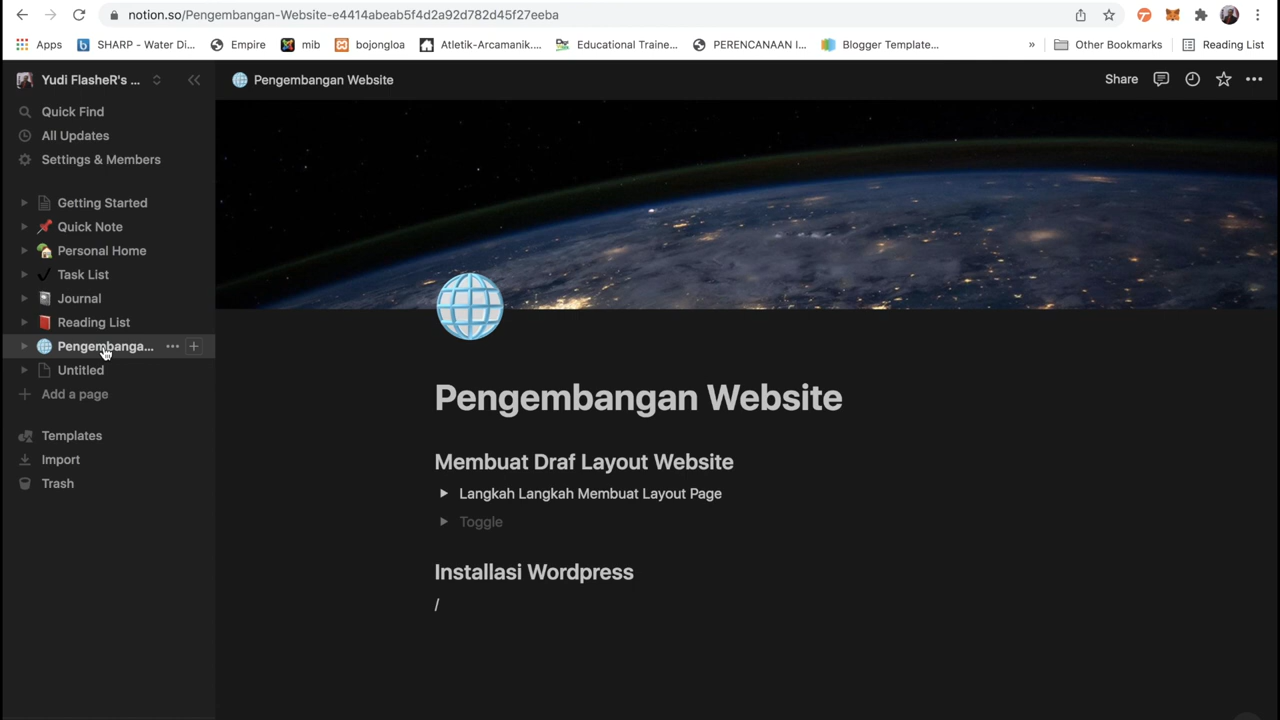 notion.so/Pengembangan-Website-e4414abeab5f4d2a92d782d45f27eeba
Apps SHARP - Water Di... Empire mib bojongloa Atletik-Arcamanik.... Educational Traine... PERENCANAAN I... Blogger Template... » Other Bookmarks Reading List
Yudi FlasheR's ...
Pengembangan Website
Share
Quick Find
All Updates
Settings & Members
Getting Started
Quick Note
Personal Home
Task List
Journal
Reading List
Pengembanga...
Untitled
Add a page
Templates
Import
Trash
Pengembangan Website
Membuat Draf Layout Website
Langkah Langkah Membuat Layout Page
Toggle
Installasi Wordpress
/